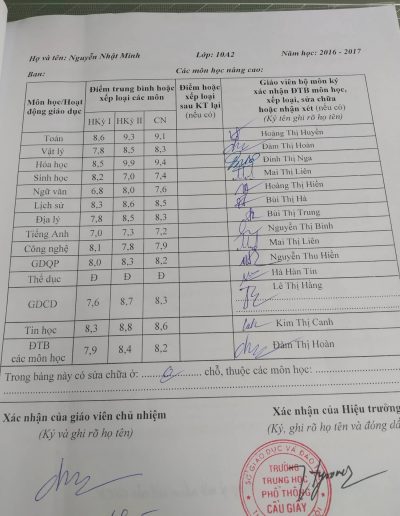 Họ và tên: Nguyễn Nhật Minh Lớp: 10A2 Năm học: 2016 - 2017
Ban: Các môn học nâng cao:
Môn học/Hoạt động giáo dục Điểm trung bình hoặc xếp loại các môn Điểm hoặc xếp loại sau KT lại (nếu có) Giáo viên bộ môn ký xác nhận ĐTB môn học, xếp loại, sửa chữa hoặc nhận xét (nếu có) (Ký tên ghi rõ họ tên)
HKỳ I HKỳ II CN
Toán 8,6 9,3 9,1 Hoàng Thị Huyền
Vật lý 7,8 8,5 8,3 Đàm Thị Hoàn
Hóa học 8,5 9,9 9,4 Đinh Thị Nga
Sinh học 8,2 7,0 7,4 Mai Thị Liên
Ngữ văn 6,8 8,0 7,6 Hoàng Thị Hiền
Lịch sử 8,3 8,6 8,5 Bùi Thị Hà
Địa lý 7,8 8,5 8,3 Bùi Thị Trung
Tiếng Anh 7,0 7,3 7,2 Nguyễn Thị Bình
Công nghệ 8,1 7,8 7,9 Mai Thị Liên
GDQP 8,0 8,3 8,2 Nguyễn Thu Hiền
Thể dục Đ Đ Đ Hà Hàn Tín
GDCD 7,6 8,7 8,3 Lê Thị Hằng
Tin học 8,3 8,8 8,6 Kim Thị Canh
ĐTB các môn học 7,9 8,4 8,2 Đàm Thị Hoàn
Trong bảng này có sửa chữa ở: 0 chỗ, thuộc các môn học:
Xác nhận của giáo viên chủ nhiệm Xác nhận của Hiệu trưởng
(Ký và ghi rõ họ tên) (Ký, ghi rõ họ tên và đóng dấ
SỞ GIÁO DỤC VÀ ĐÀO
TRƯỜNG
TRUNG HỌC
PHỔ THÔNG
CẦU GIẤY